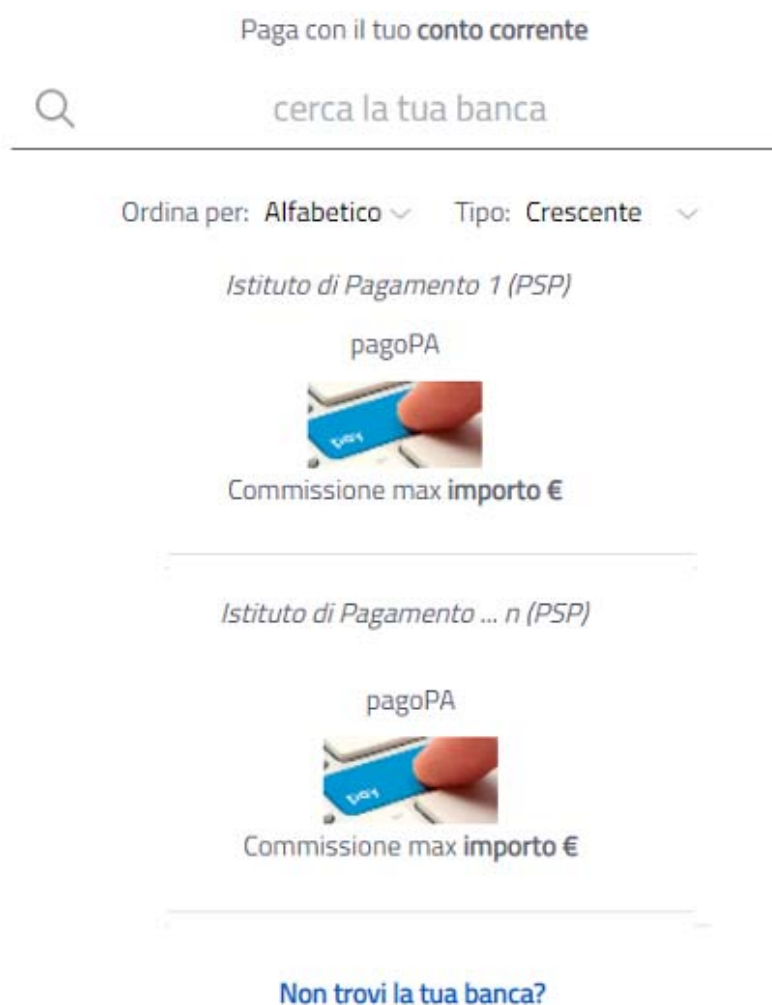 Paga con il tuo conto corrente
cerca la tua banca
Ordina per: Alfabetico Tipo: Crescente
Istituto di Pagamento 1 (PSP)
pagoPA
pay
Commissione max importo €
Istituto di Pagamento ... n (PSP)
pagoPA
pay
Commissione max importo €
Non trovi la tua banca?